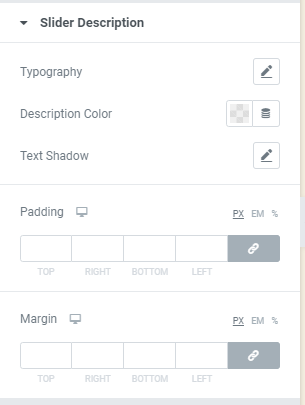 Slider Description
Typography
Description Color
Text Shadow
Padding PX EM %
TOP RIGHT BOTTOM LEFT
Margin PX EM %
TOP RIGHT BOTTOM LEFT